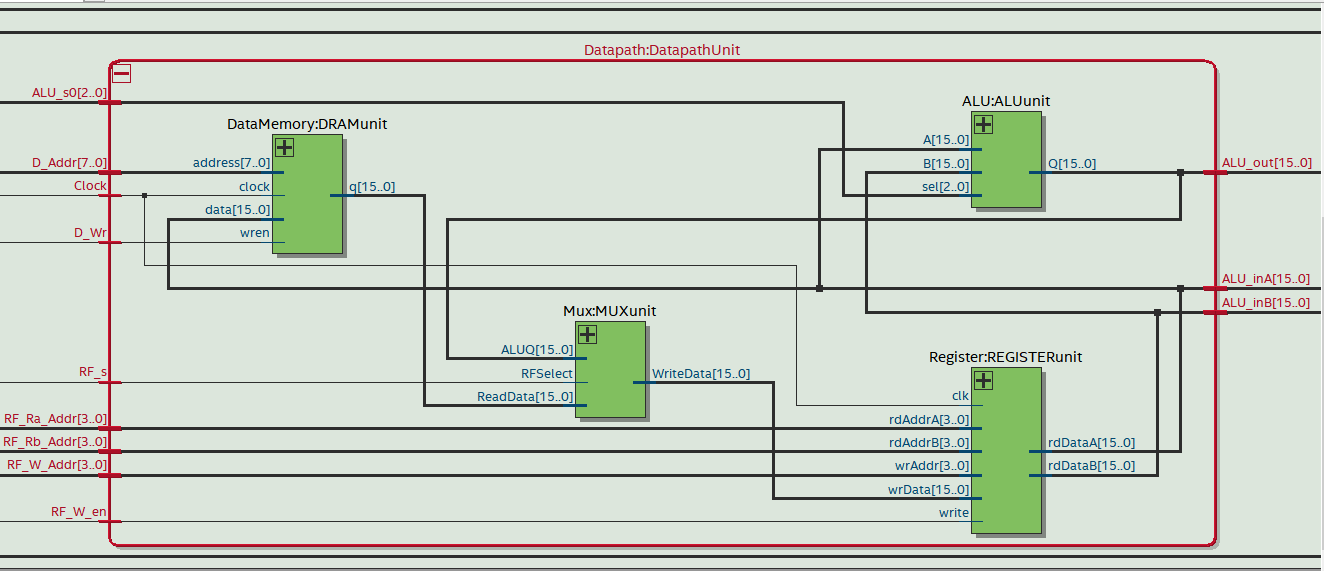 Datapath:DatapathUnit
ALU_s0[2..0]
D_Addr[7..0]
Clock
D_Wr
RF_s
RF_Ra_Addr[3..0]
RF_Rb_Addr[3..0]
RF_W_Addr[3..0]
RF_W_en
DataMemory:DRAMunit
address[7..0]
clock
data[15..0]
wren
q[15..0]
Mux:MUXunit
ALUQ[15..0]
RFSelect
ReadData[15..0]
WriteData[15..0]
ALU:ALUunit
A[15..0]
B[15..0]
sel[2..0]
Q[15..0]
Register:REGISTERunit
clk
rdAddrA[3..0]
rdAddrB[3..0]
wrAddr[3..0]
wrData[15..0]
write
rdDataA[15..0]
rdDataB[15..0]
ALU_out[15..0]
ALU_inA[15..0]
ALU_inB[15..0]